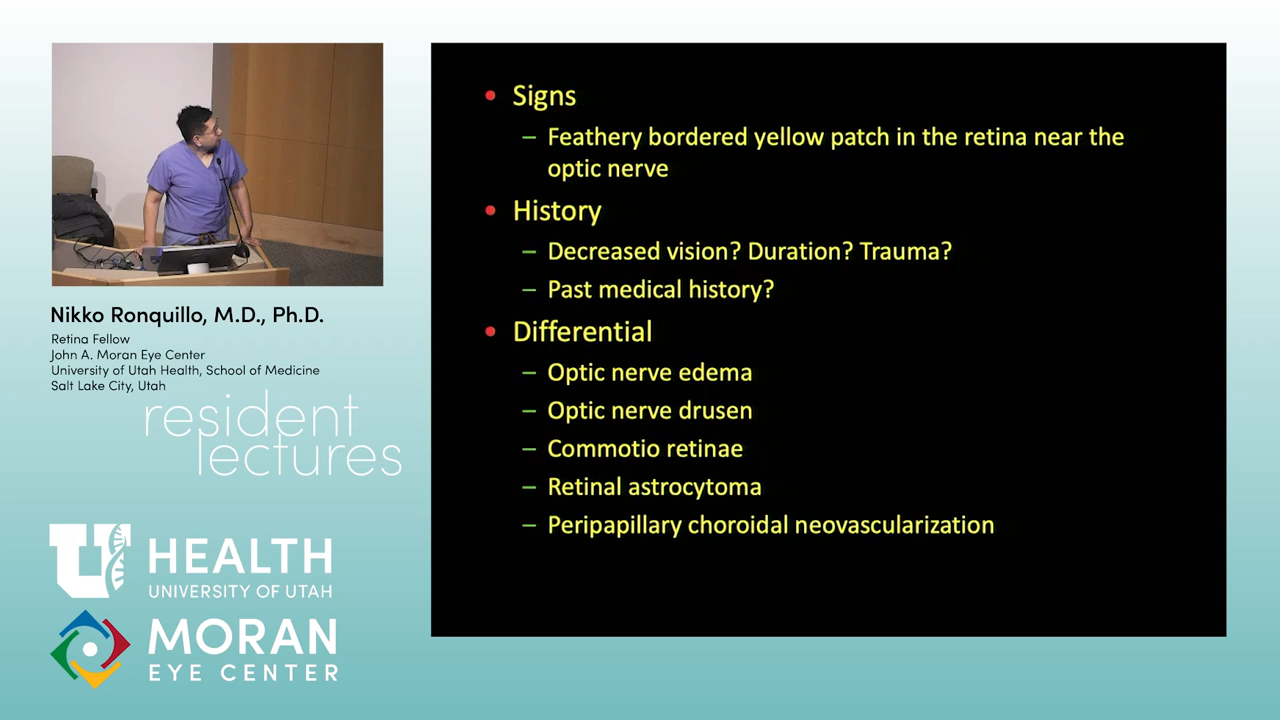 • Signs
– Feathery bordered yellow patch in the retina near the
optic nerve
• History
– Decreased vision? Duration? Trauma?
– Past medical history?
• Differential
– Optic nerve edema
– Optic nerve drusen
– Commotio retinae
– Retinal astrocytoma
– Peripapillary choroidal neovascularization
Nikko Ronquillo, M.D., Ph.D.
Retina Fellow
John A. Moran Eye Center
University of Utah Health, School of Medicine
Salt Lake City, Utah
resident
lectures
U HEALTH
UNIVERSITY OF UTAH
MORAN
EYE CENTER